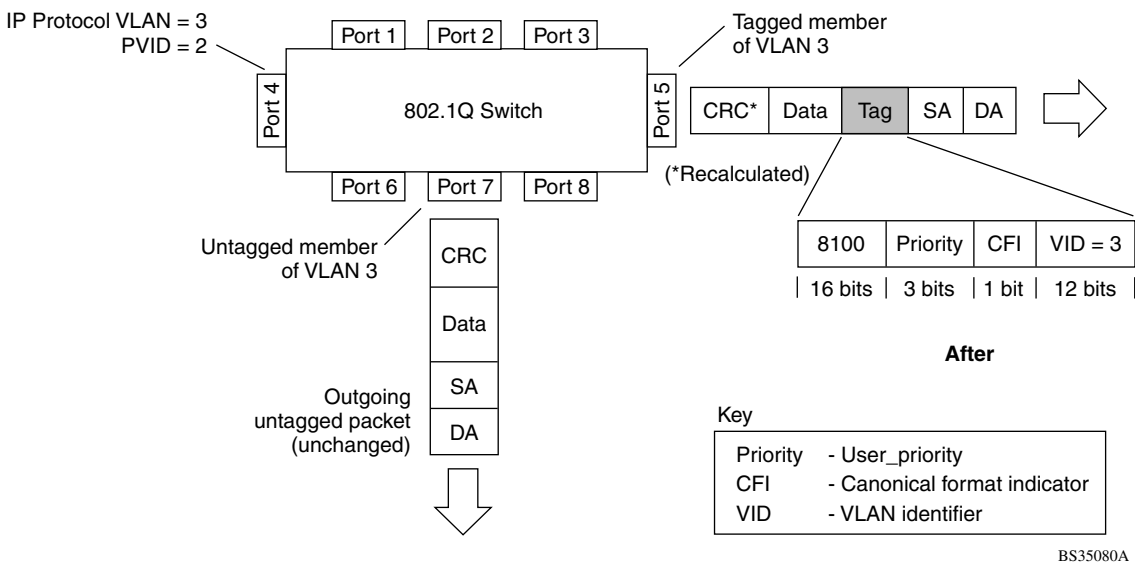 IP Protocol VLAN = 3
PVID = 2
Port 1
Port 2
Port 3
Tagged member
of VLAN 3
Port 4
802.1Q Switch
Port 5
CRC*
Data
Tag
SA
DA
(*Recalculated)
Port 6
Port 7
Port 8
Untagged member
of VLAN 3
CRC
Data
SA
DA
8100
Priority
CFI
VID = 3
16 bits
3 bits
1 bit
12 bits
After
Outgoing
untagged packet
(unchanged)
Key
Priority - User_priority
CFI - Canonical format indicator
VID - VLAN identifier
BS35080A